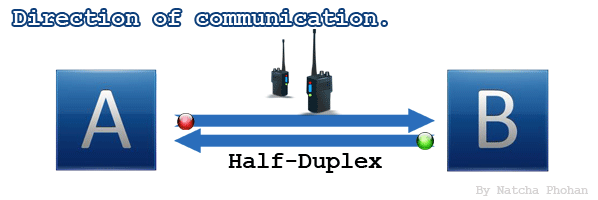 Direction of communication.
A
B
Half-Duplex
By Natcha Phohan